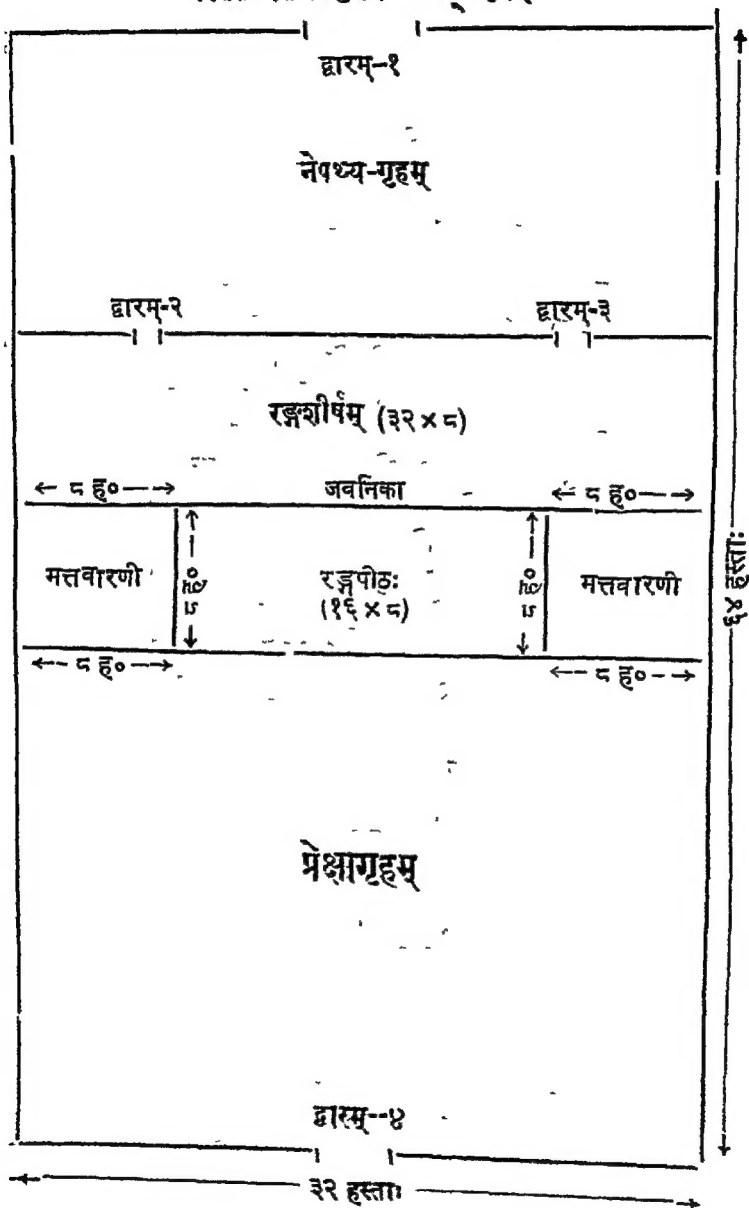 द्वारम्-१
नेपथ्य-गृहम्
द्वारम्-२ द्वारम्-३
रङ्गशीर्षम् (३२ × ८)
← ८ ह० → जवनिका ← ८ ह० →
मत्तवारणी ← ८ ह० → रङ्गपीठः ← ८ ह० → मत्तवारणी
(१६ × ८)
← ८ ह० → ← ८ ह० →
६४ हस्ताः
प्रेक्षागृहम्
द्वारम्--४
३२ हस्ताः